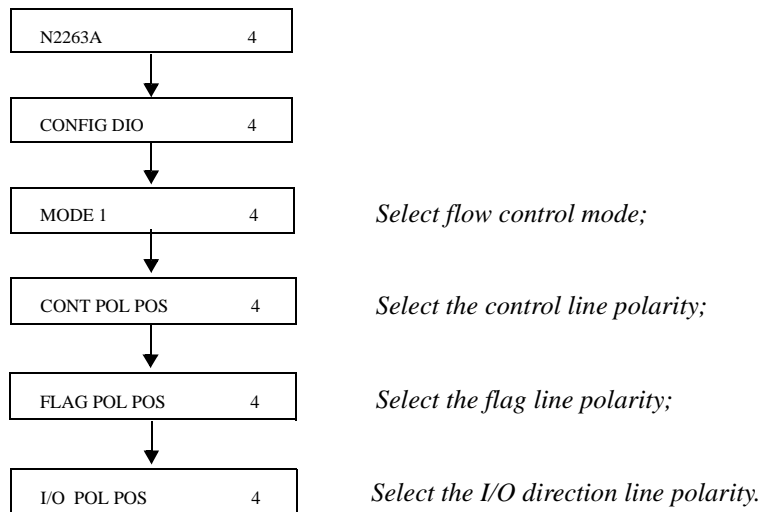 N2263A 4
CONFIG DIO 4
MODE 1 4 Select flow control mode;
CONT POL POS 4 Select the control line polarity;
FLAG POL POS 4 Select the flag line polarity;
I/O POL POS 4 Select the I/O direction line polarity.